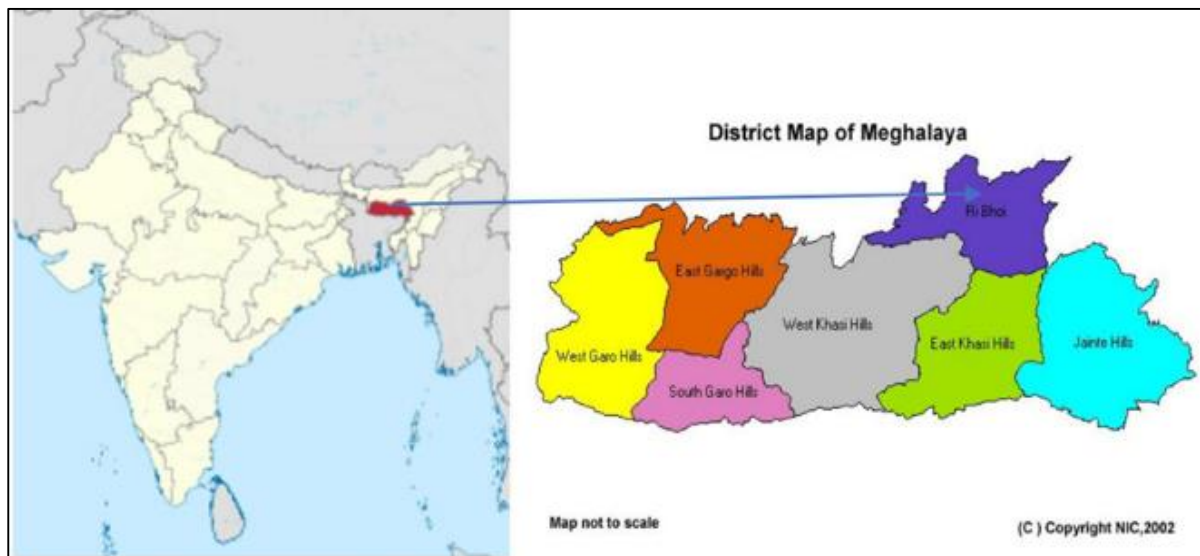 District Map of Meghalaya
Ri Bhoi
East Gargo Hills
West Khasi Hills
West Garo Hills
East Khasi Hills
Jainte Hills
South Garo Hills
Map not to scale
(C ) Copyright NIC,2002